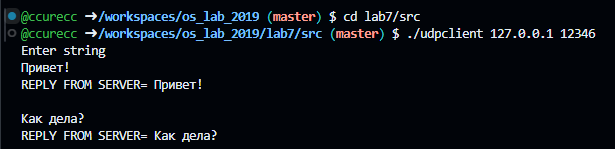 @ccurecc ➜/workspaces/os_lab_2019 (master) $ cd lab7/src
@ccurecc ➜/workspaces/os_lab_2019/lab7/src (master) $ ./udpclient 127.0.0.1 12346
Enter string
Привет!
REPLY FROM SERVER= Привет!

Как дела?
REPLY FROM SERVER= Как дела?